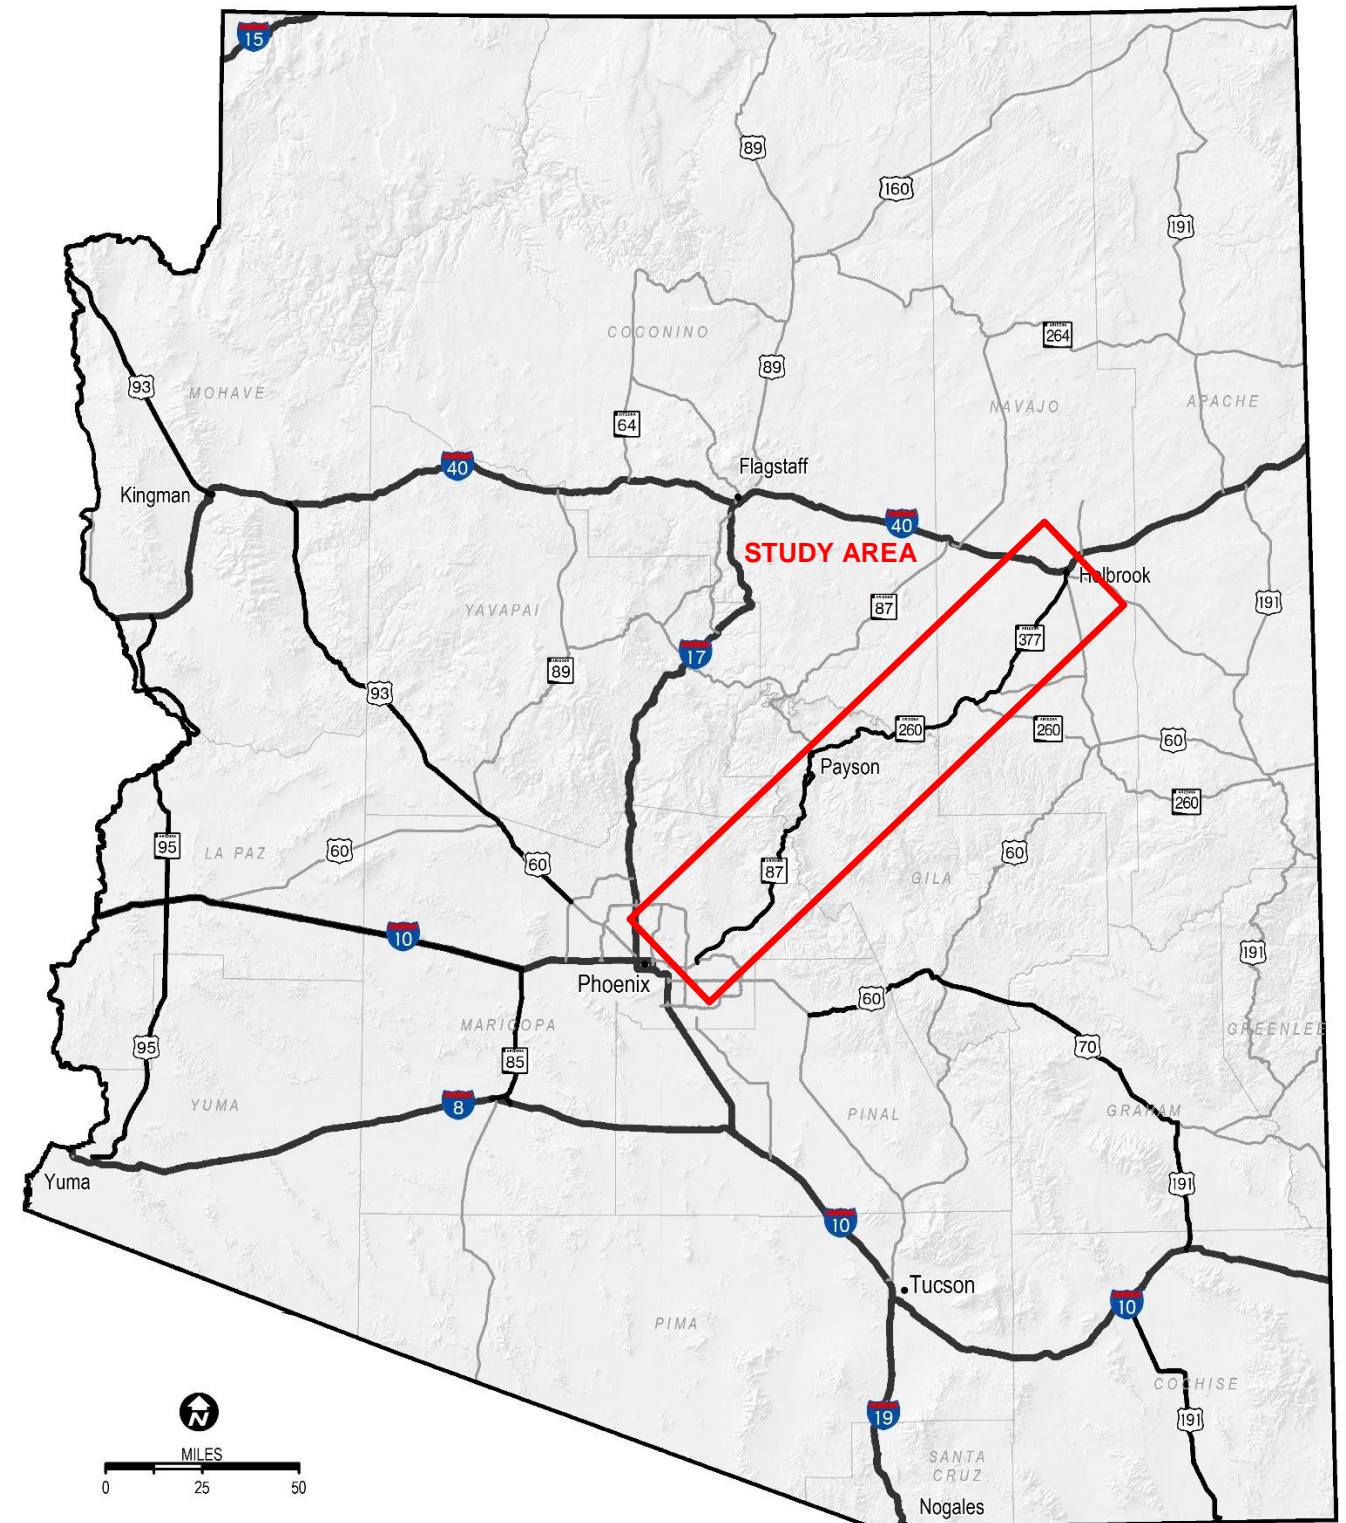 15
89
160
191
COCONINO
264
93
MOHAVE
89
NAVAJO
APACHE
64
40
Flagstaff
Kingman
40
STUDY AREA
Holbrook
YAVAPAI
87
191
377
17
89
93
260
260
60
Payson
260
95
LA PAZ
60
60
87
60
GILA
10
191
Phoenix
60
MARICOPA
GREENLEE
95
85
70
YUMA
8
PINAL
GRAHAM
Yuma
191
10
Tucson
10
PIMA
COCHISE
N
19
191
MILES
SANTA
CRUZ
0 25 50
Nogales